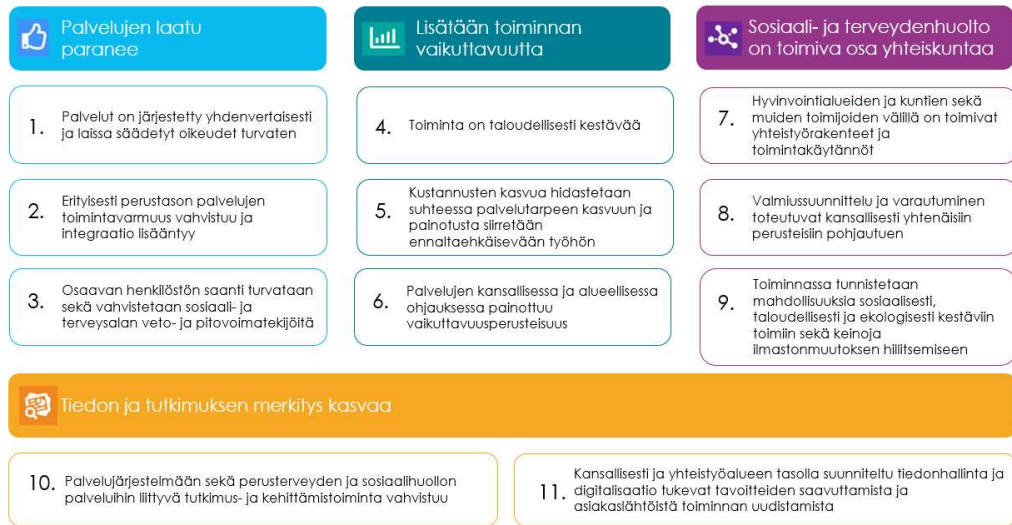 Palvelujen laatu
paranee
1.
Palvelut on järjestetty yhdenvertaisesti
ja laissa säädetyt oikeudet turvaten
2.
Erityisesti perustason palvelujen
toimintavarmuus vahvistuu ja
integraatio lisääntyy
3.
Osaavan henkilöstön saanti turvataan
sekä vahvistetaan sosiaali- ja
terveysalan veto- ja pitovoimatekijöitä
Lisätään toiminnan
vaikuttavuutta
4.
Toiminta on taloudellisesti kestävää
5.
Kustannusten kasvua hidastetaan
suhteessa palvelutarpeen kasvuun ja
painotusta siirretään
ennaltaehkäisevään työhön
6.
Palvelujen kansallisessa ja alueellisessa
ohjauksessa painottuu
vaikuttavuusperusteisuus
Sosiaali- ja terveydenhuolto
on toimiva osa yhteiskuntaa
7.
Hyvinvointialueiden ja kuntien sekä
muiden toimijoiden välillä on toimivat
yhteistyörakenteet ja
toimintakäytännöt
8.
Valmiussuunnittelu ja varautuminen
toteutuvat kansallisesti yhtenäisiin
perusteisiin pohjautuen
9.
Toiminnassa tunnistetaan
mahdollisuuksia sosiaalisesti,
taloudellisesti ja ekologisesti kestäviin
toimiin sekä keinoja
ilmastonmuutoksen hillitsemiseen
Tiedon ja tutkimuksen merkitys kasvaa
10.
Palvelujärjestelmään sekä perusterveyden ja sosiaalihuollon
palveluihin liittyvä tutkimus- ja kehittämistoiminta vahvistuu
11.
Kansallisesti ja yhteistyöalueen tasolla suunniteltu tiedonhallinta ja
digitalisaatio tukevat tavoitteiden saavuttamista ja
asiakaslähtöistä toiminnan uudistamista